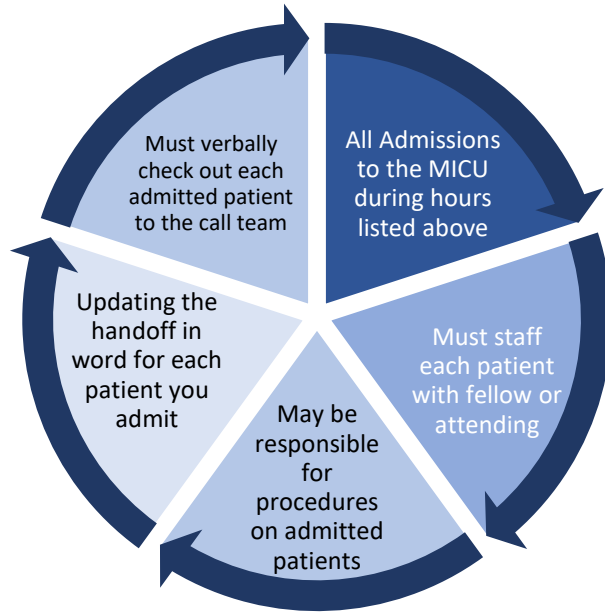 All Admissions
to the MICU
during hours
listed above
Must staff
each patient
with fellow or
attending
May be
responsible
for
procedures
on admitted
patients
Updating the
handoff in
word for each
patient you
admit
Must verbally
check out each
admitted patient
to the call team